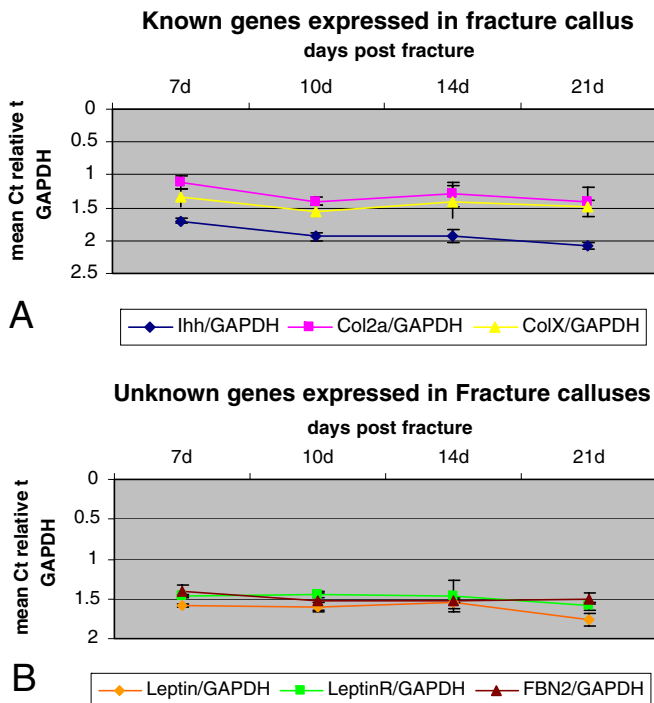 Known genes expressed in fracture callus
days post fracture
7d 10d 14d 21d
0
0.5
1
1.5
2
2.5
mean Ct relative t
GAPDH
A
Ihh/GAPDH Col2a/GAPDH ColX/GAPDH
Unknown genes expressed in Fracture calluses
days post fracture
7d 10d 14d 21d
0
0.5
1
1.5
2
mean Ct relative t
GAPDH
B
Leptin/GAPDH LeptinR/GAPDH FBN2/GAPDH